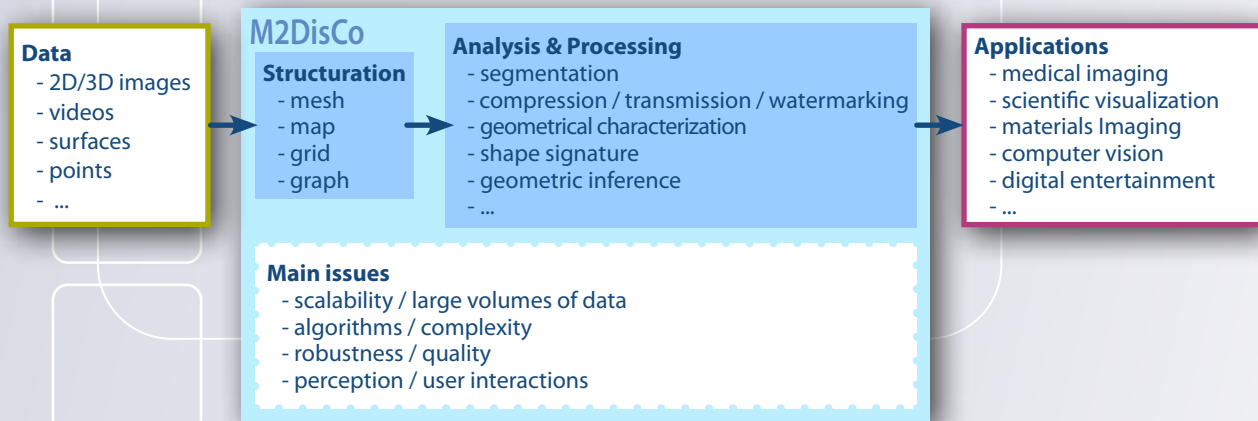 Data
- 2D/3D images
- videos
- surfaces
- points
- ...
M2DisCo
Structuration
- mesh
- map
- grid
- graph
Analysis & Processing
- segmentation
- compression / transmission / watermarking
- geometrical characterization
- shape signature
- geometric inference
- ...
Main issues
- scalability / large volumes of data
- algorithms / complexity
- robustness / quality
- perception / user interactions
Applications
- medical imaging
- scientific visualization
- materials Imaging
- computer vision
- digital entertainment
- ...